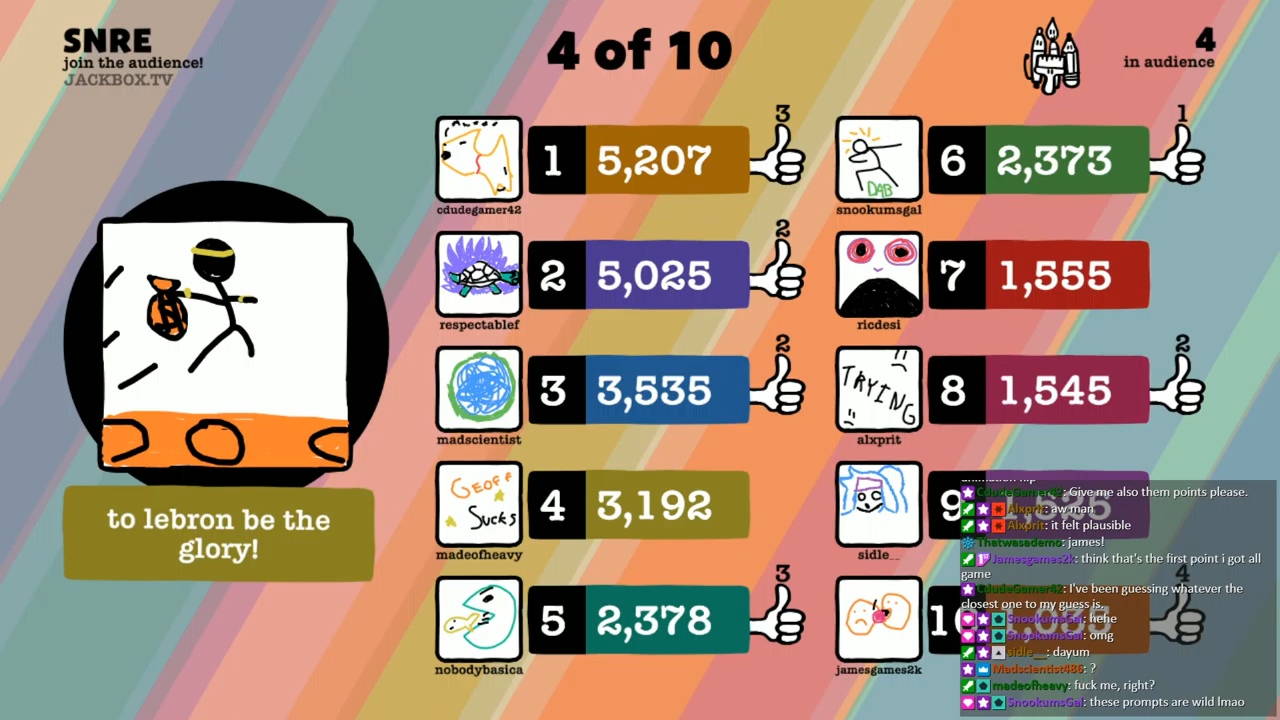 SNRE
join the audience!
JACKBOX.TV
4 of 10
4
in audience
to lebron be the
glory!
1 5,207 3
cdudegamer42
2 5,025 2
respectablef
3 3,535 2
madscientist
GEOFF
SUCKS
4 3,192
madeofheavy
5 2,378 3
nobodybasica
DAB
6 2,373 1
snookumsgal
7 1,555
ricdesi
TRYING
8 1,545 2
alxprit
9
sidle__
10 4
jamesgames2k
CdudeGamer42: Give me also them points please.
Alxprit: aw man
Alxprit: it felt plausible
Thatwasademo: james!
Jamesgames2k: think that's the first point i got all
game
CdudeGamer42: I've been guessing whatever the
closest one to my guess is.
SnookumsGal: hehe
SnookumsGal: omg
sidle__: dayum
Madscientist486: ?
madeofheavy: fuck me, right?
SnookumsGal: these prompts are wild lmao